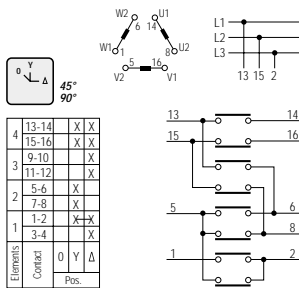 W2 U1
6 14
W1 1 8 U2
5 16
V2 V1
L1
L2
L3
13 15 2
0 Y Δ
45°
90°
4 13-14 X X
15-16 X X
3 9-10 X
11-12 X
2 5-6 X
7-8 X
1 1-2 X X
3-4 X
Elements Contact 0 Y Δ
Pos.
13 14
15 16
5 6
8
1 2